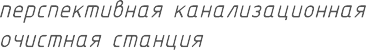 перспективная канализационная
очистная станция